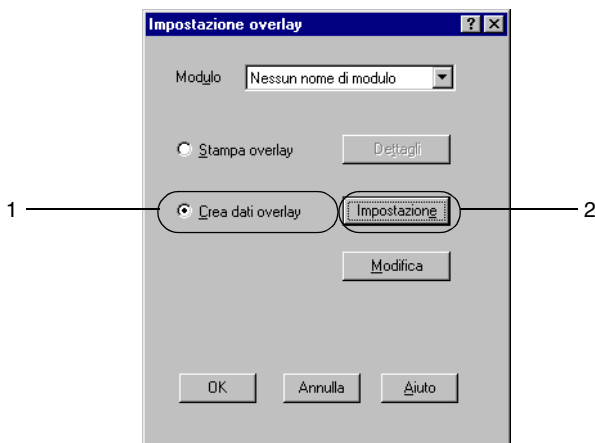 Impostazione overlay
Modulo Nessun nome di modulo
Stampa overlay Dettagli
1 Crea dati overlay Impostazione 2
Modifica
OK Annulla Aiuto